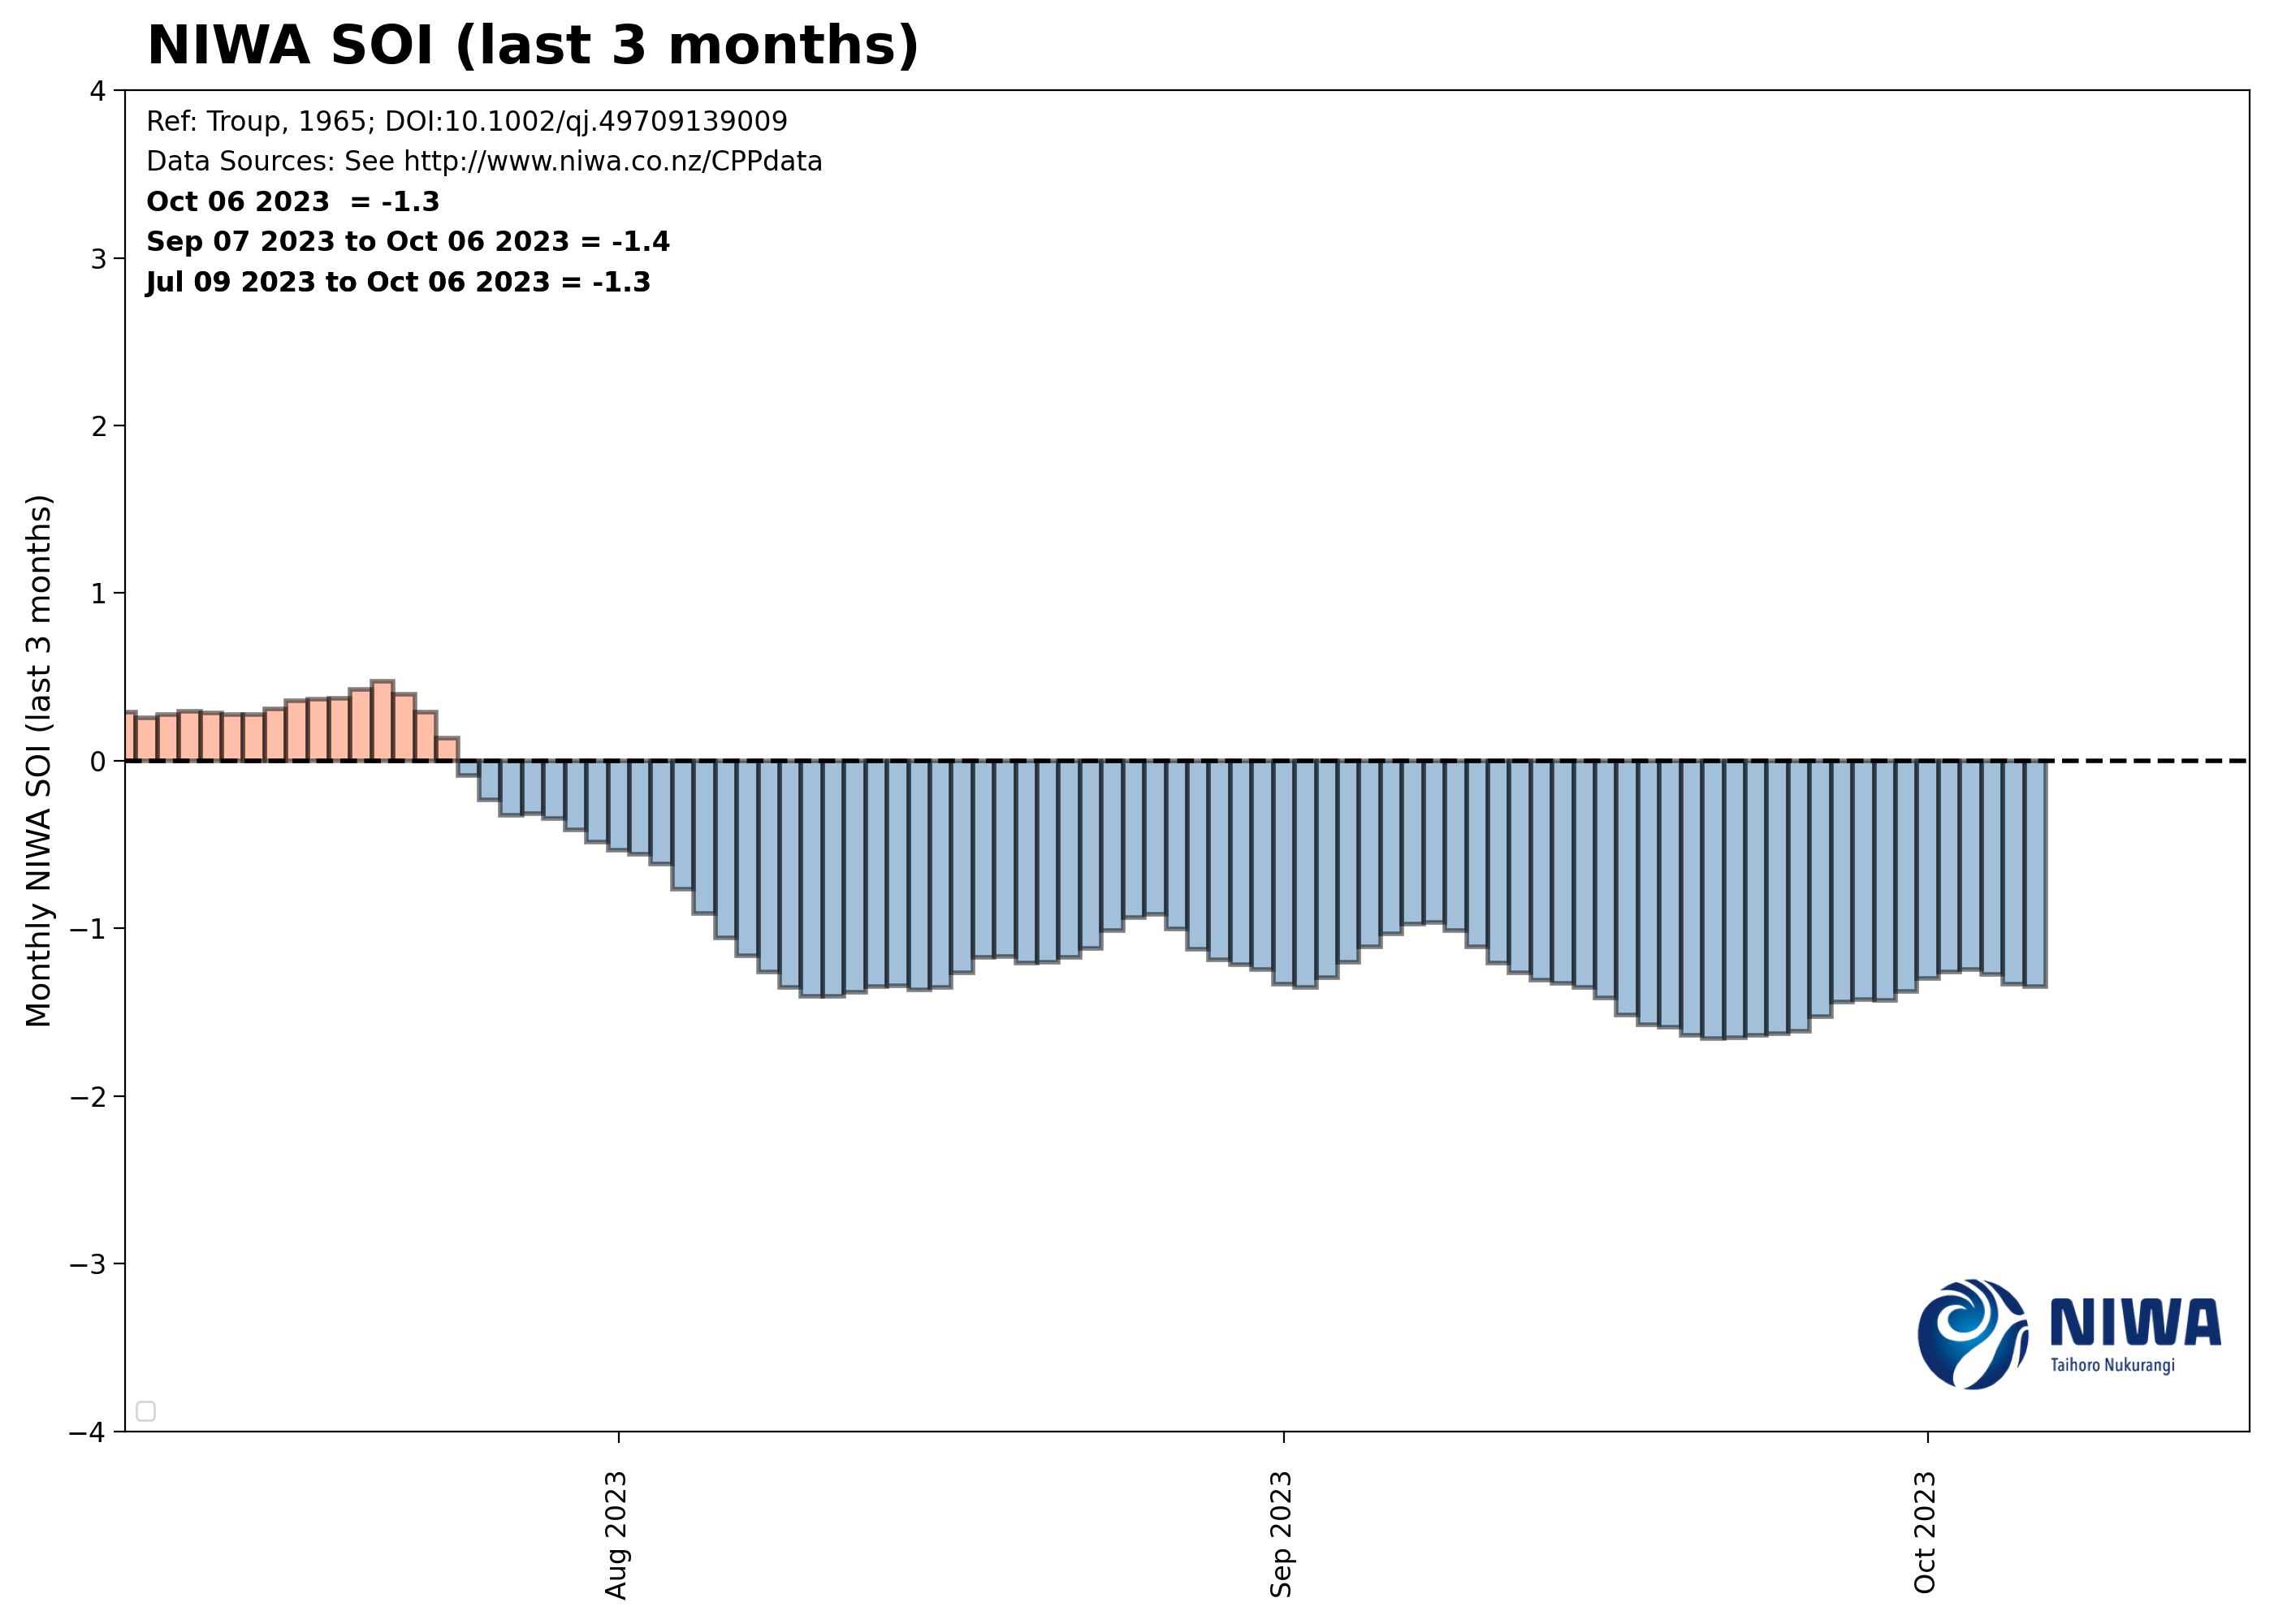 NIWA SOI (last 3 months)
Ref: Troup, 1965; DOI:10.1002/qj.49709139009
Data Sources: See http://www.niwa.co.nz/CPPdata
Oct 06 2023  = -1.3
Sep 07 2023 to Oct 06 2023 = -1.4
Jul 09 2023 to Oct 06 2023 = -1.3
Monthly NIWA SOI (last 3 months)
4
3
2
1
0
−1
−2
−3
−4
NIWA
Taihoro Nukurangi
Aug 2023
Sep 2023
Oct 2023